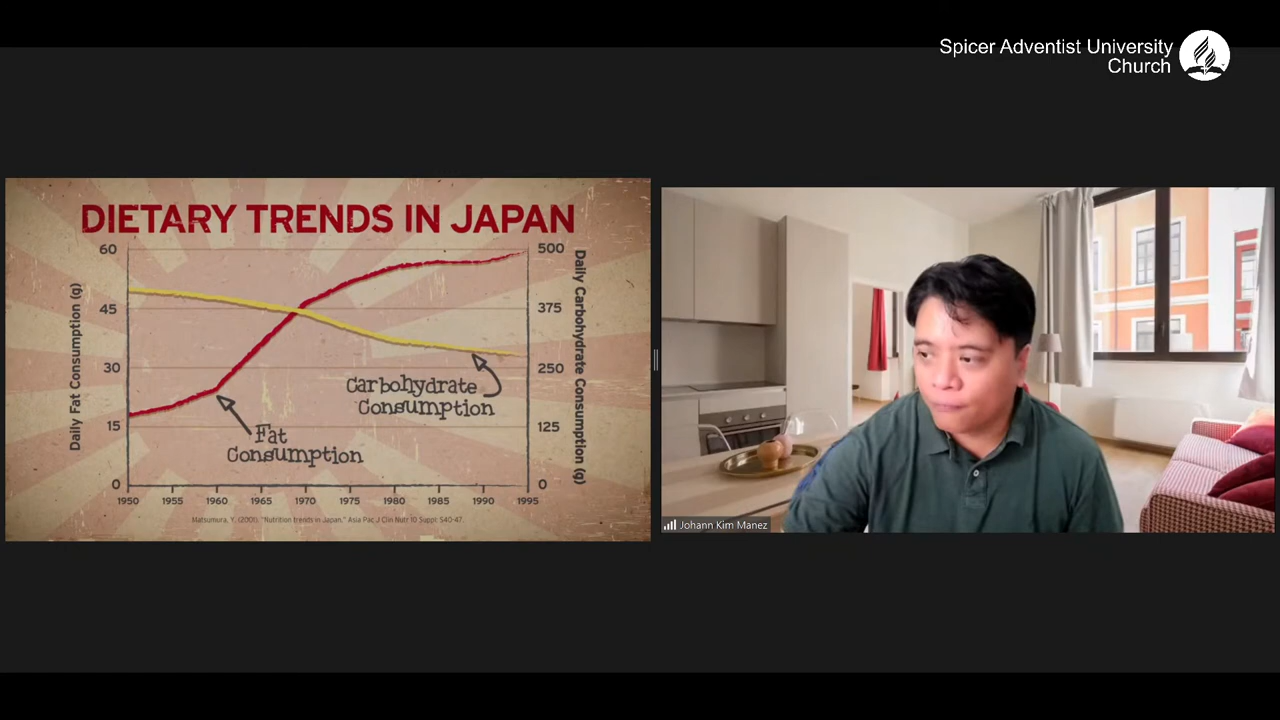 Spicer Adventist University
Church
DIETARY TRENDS IN JAPAN
60
45
30
15
0
Daily Fat Consumption (g)
500
375
250
125
0
Daily Carbohydrate Consumption (g)
Carbohydrate
Consumption
Fat
Consumption
1950 1955 1960 1965 1970 1975 1980 1985 1990 1995
Matsumura, Y. (2001). "Nutrition trends in Japan." Asia Pac J Clin Nutr 10 Suppl: S40-47.
Johann Kim Manez